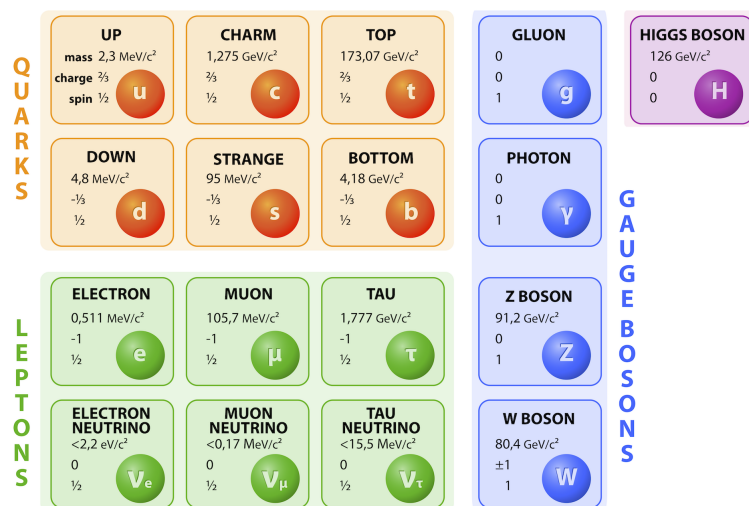 QUARKS
UP
mass 2,3 MeV/c²
charge ⅔
spin ½
u
CHARM
1,275 GeV/c²
⅔
½
c
TOP
173,07 GeV/c²
⅔
½
t
DOWN
4,8 MeV/c²
-⅓
½
d
STRANGE
95 MeV/c²
-⅓
½
s
BOTTOM
4,18 GeV/c²
-⅓
½
b
LEPTONS
ELECTRON
0,511 MeV/c²
-1
½
e
MUON
105,7 MeV/c²
-1
½
μ
TAU
1,777 GeV/c²
-1
½
τ
ELECTRON
NEUTRINO
<2,2 eV/c²
0
½
νe
MUON
NEUTRINO
<0,17 MeV/c²
0
½
νμ
TAU
NEUTRINO
<15,5 MeV/c²
0
½
ντ
GLUON
0
0
1
g
PHOTON
0
0
1
γ
Z BOSON
91,2 GeV/c²
0
1
Z
W BOSON
80,4 GeV/c²
±1
1
W
GAUGE BOSONS
HIGGS BOSON
126 GeV/c²
0
0
H